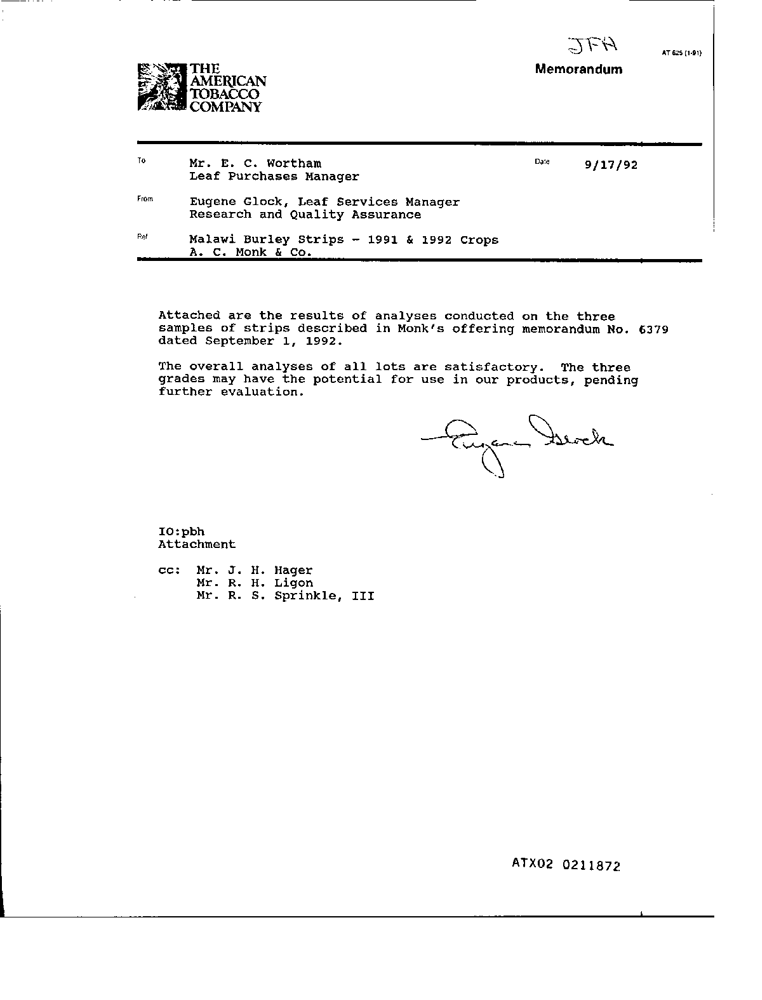 JFH
AT 625 (1-91)
THE
AMERICAN
TOBACCO
COMPANY
Memorandum
To Mr. E. C. Wortham Date 9/17/92
Leaf Purchases Manager
From Eugene Glock, Leaf Services Manager
Research and Quality Assurance
Ref Malawi Burley Strips - 1991 & 1992 Crops
A. C. Monk & Co.
Attached are the results of analyses conducted on the three
samples of strips described in Monk's offering memorandum No. 6379
dated September 1, 1992.
The overall analyses of all lots are satisfactory. The three
grades may have the potential for use in our products, pending
further evaluation.
Eugene Glock
IO:pbh
Attachment
cc: Mr. J. H. Hager
Mr. R. H. Ligon
Mr. R. S. Sprinkle, III
ATX02 0211872